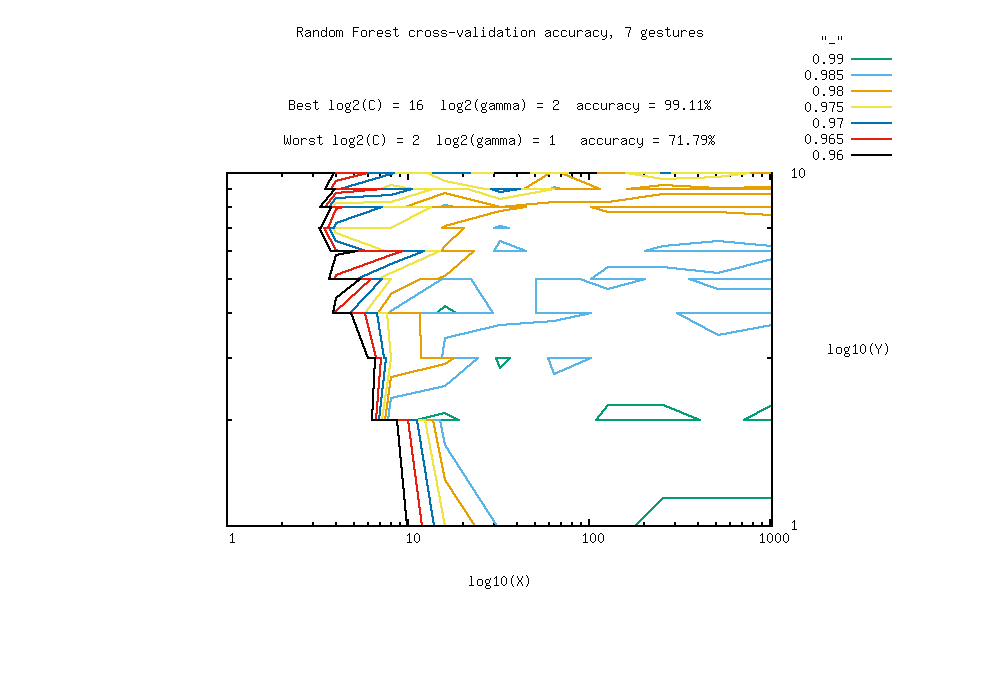 Random Forest cross-validation accuracy, 7 gestures
"_"
0.99
0.985
0.98
0.975
0.97
0.965
0.96
Best log2(C) = 16  log2(gamma) = 2  accuracy = 99.11%
Worst log2(C) = 2  log2(gamma) = 1   accuracy = 71.79%
10
log10(Y)
1
1 10 100 1000
log10(X)